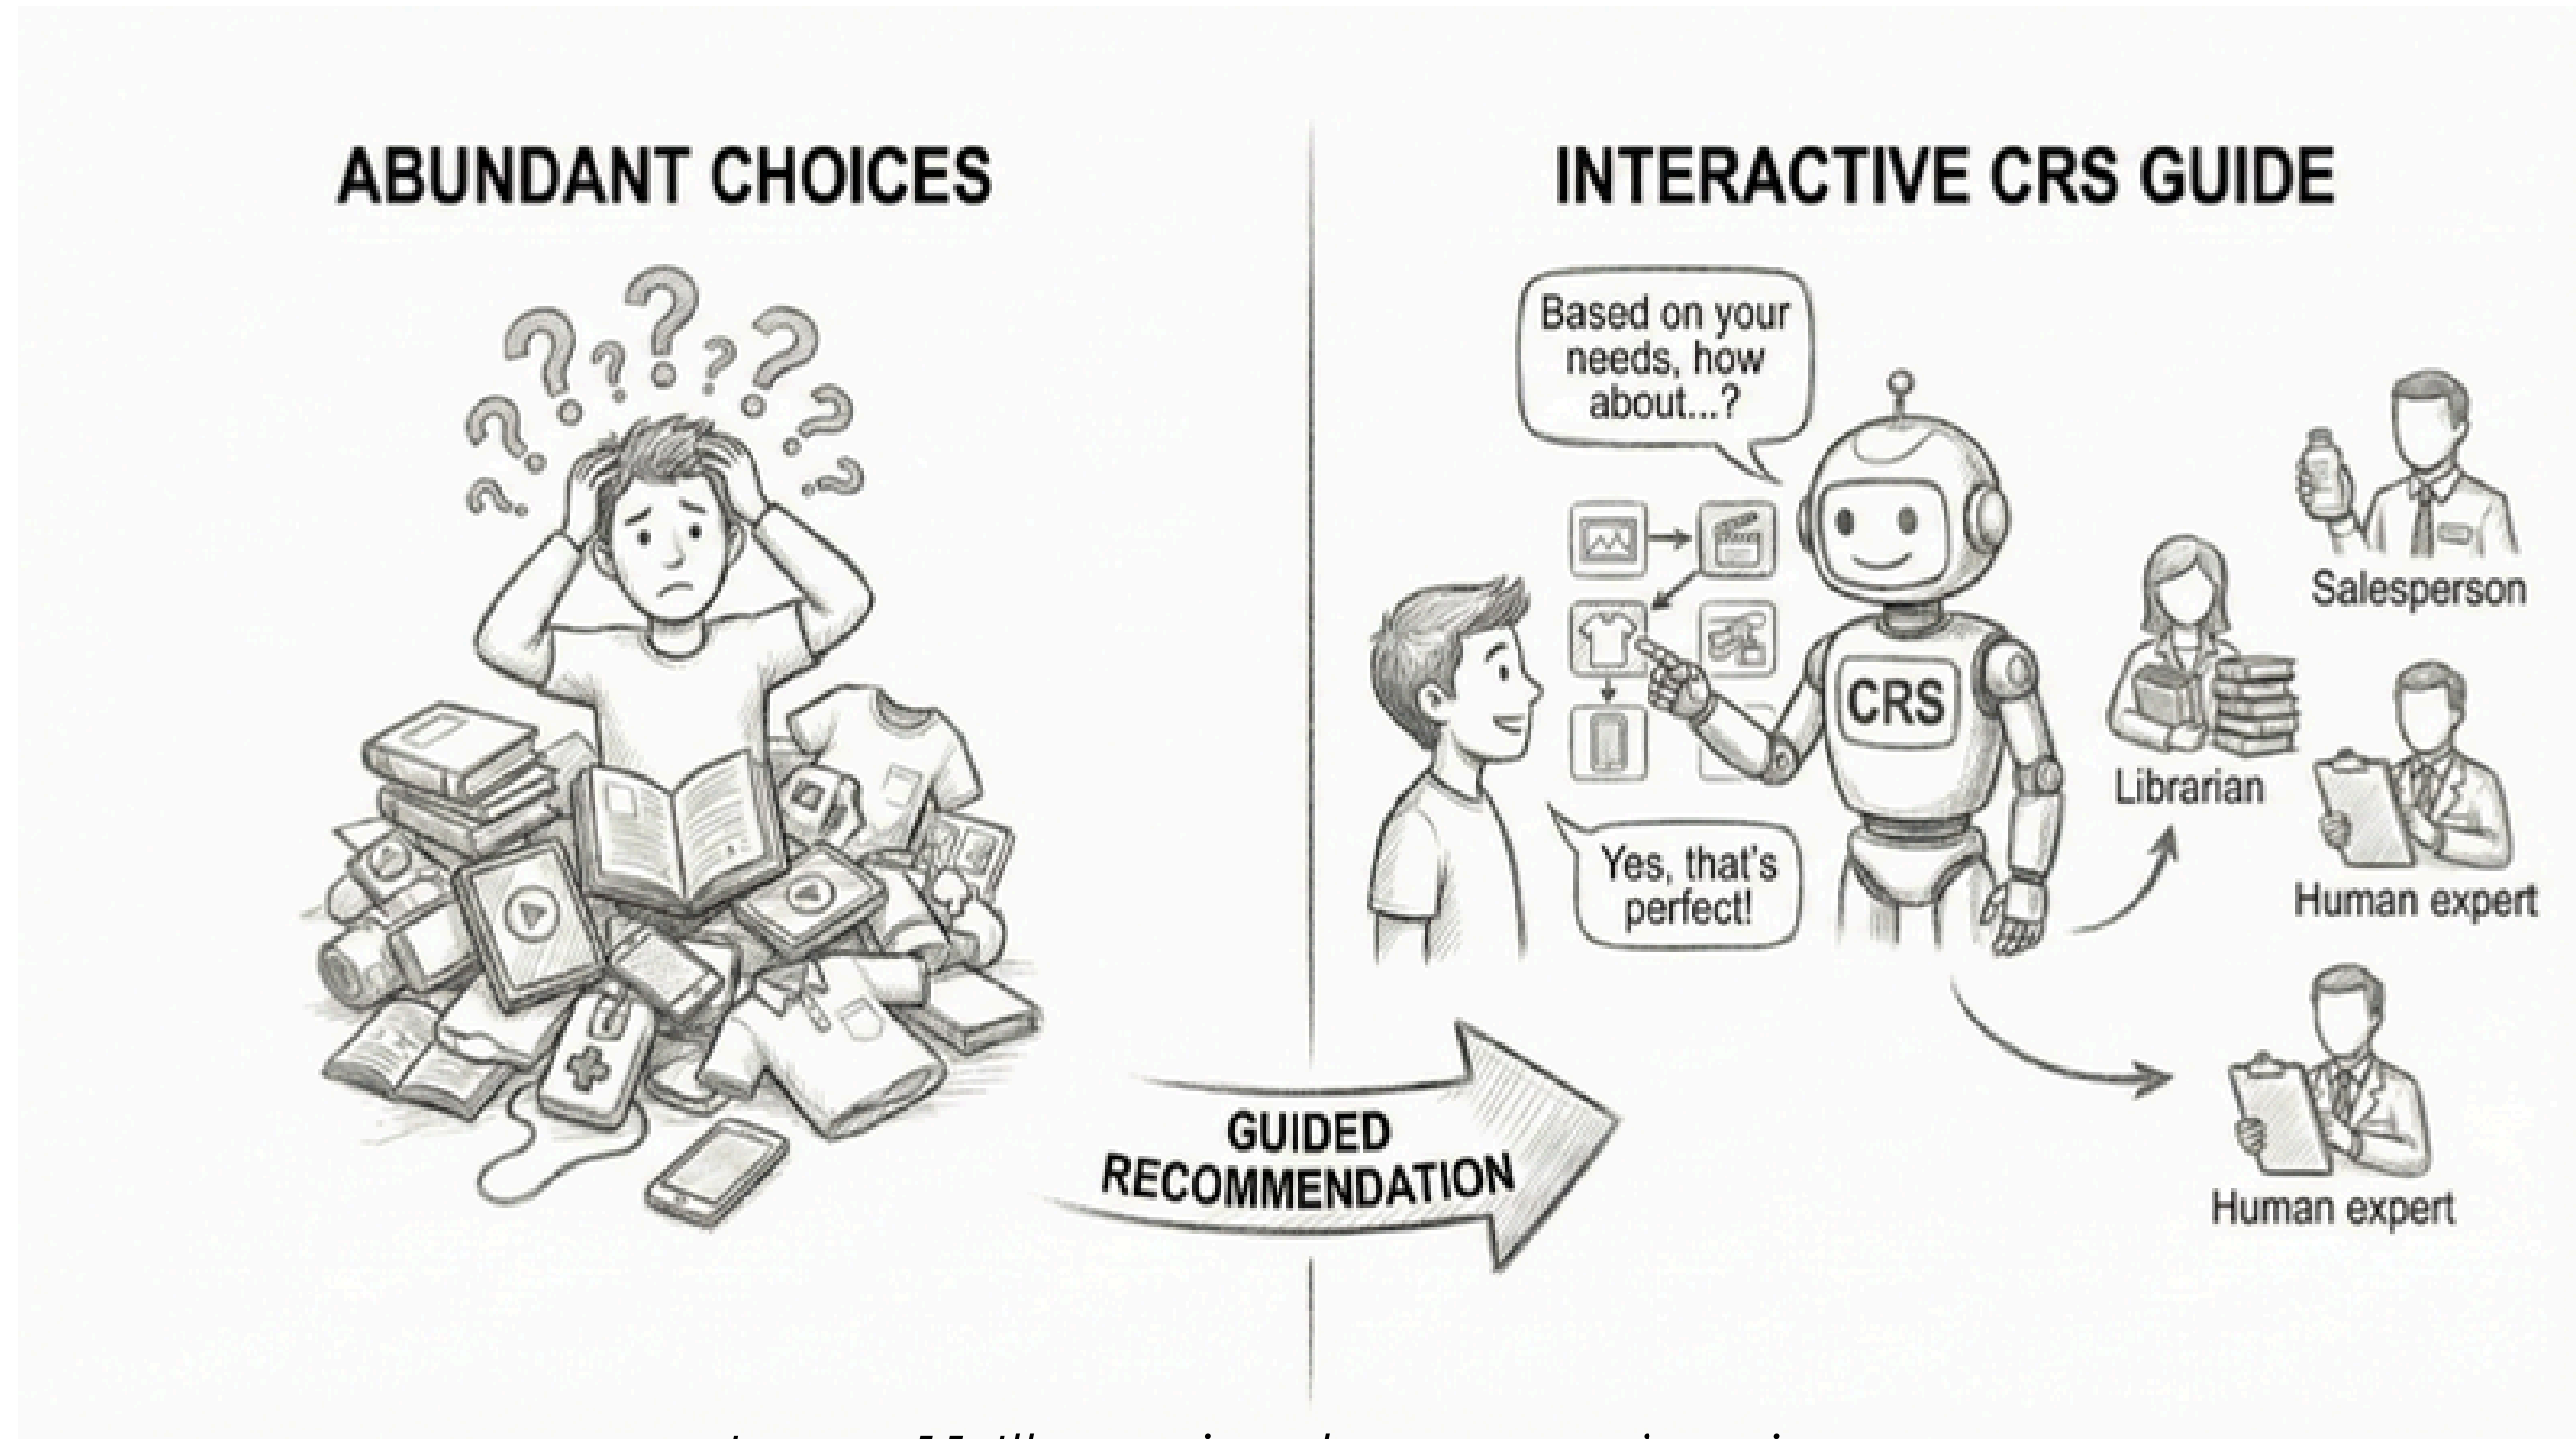 ABUNDANT CHOICES
INTERACTIVE CRS GUIDE
Based on your
needs, how
about...?
CRS
Yes, that's
perfect!
Salesperson
Librarian
Human expert
Human expert
GUIDED
RECOMMENDATION